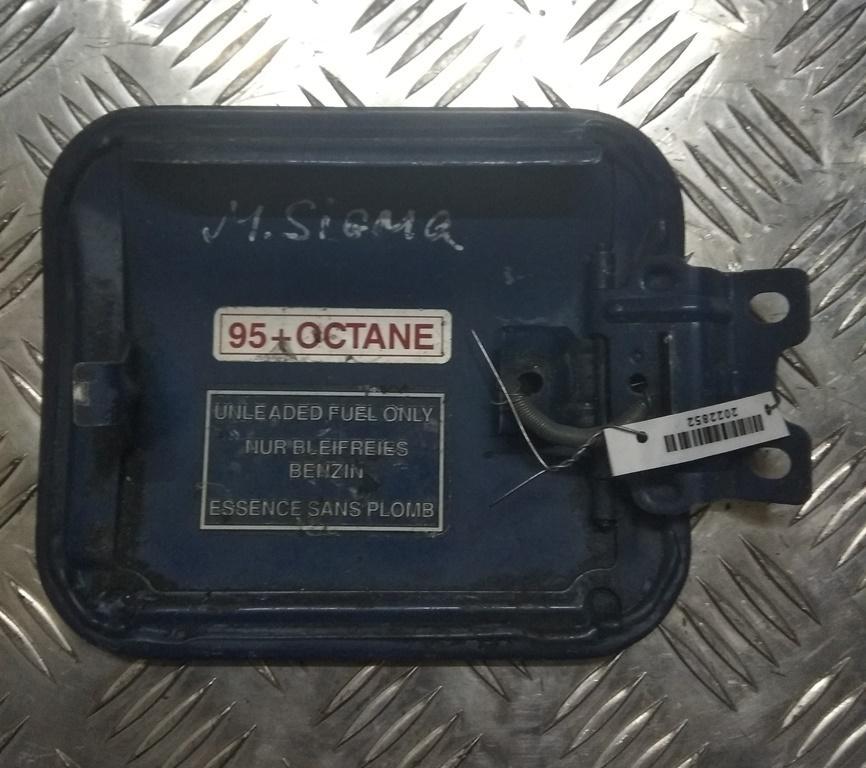 M. SiGMA
95+OCTANE
2022852
UNLEADED FUEL ONLY
NUR BLEIFREIES
BENZIN
ESSENCE SANS PLOMB